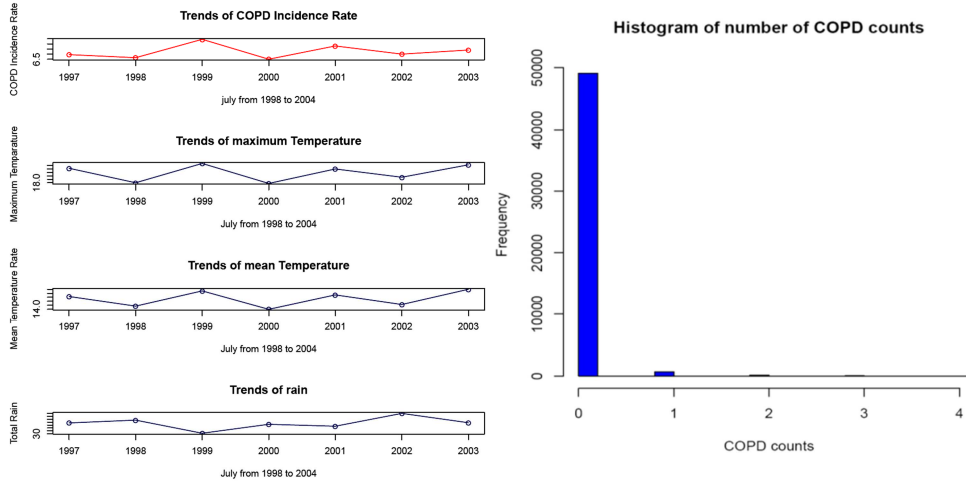 Trends of COPD Incidence Rate
COPD Incidence Rate
6.5
1997 1998 1999 2000 2001 2002 2003
july from 1998 to 2004
Trends of maximum Temperature
Maximum Temparature
18.0
1997 1998 1999 2000 2001 2002 2003
July from 1998 to 2004
Trends of mean Temperature
Mean Temperature Rate
14.0
1997 1998 1999 2000 2001 2002 2003
July from 1998 to 2004
Trends of rain
Total Rain
30
1997 1998 1999 2000 2001 2002 2003
July from 1998 to 2004
Histogram of number of COPD counts
Frequency
50000
40000
30000
20000
10000
0
0 1 2 3 4
COPD counts